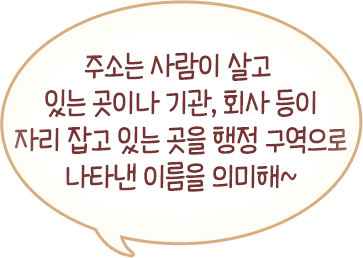 주소는 사람이 살고
있는 곳이나 기관, 회사 등이
자리 잡고 있는 곳을 행정 구역으로
나타낸 이름을 의미해~